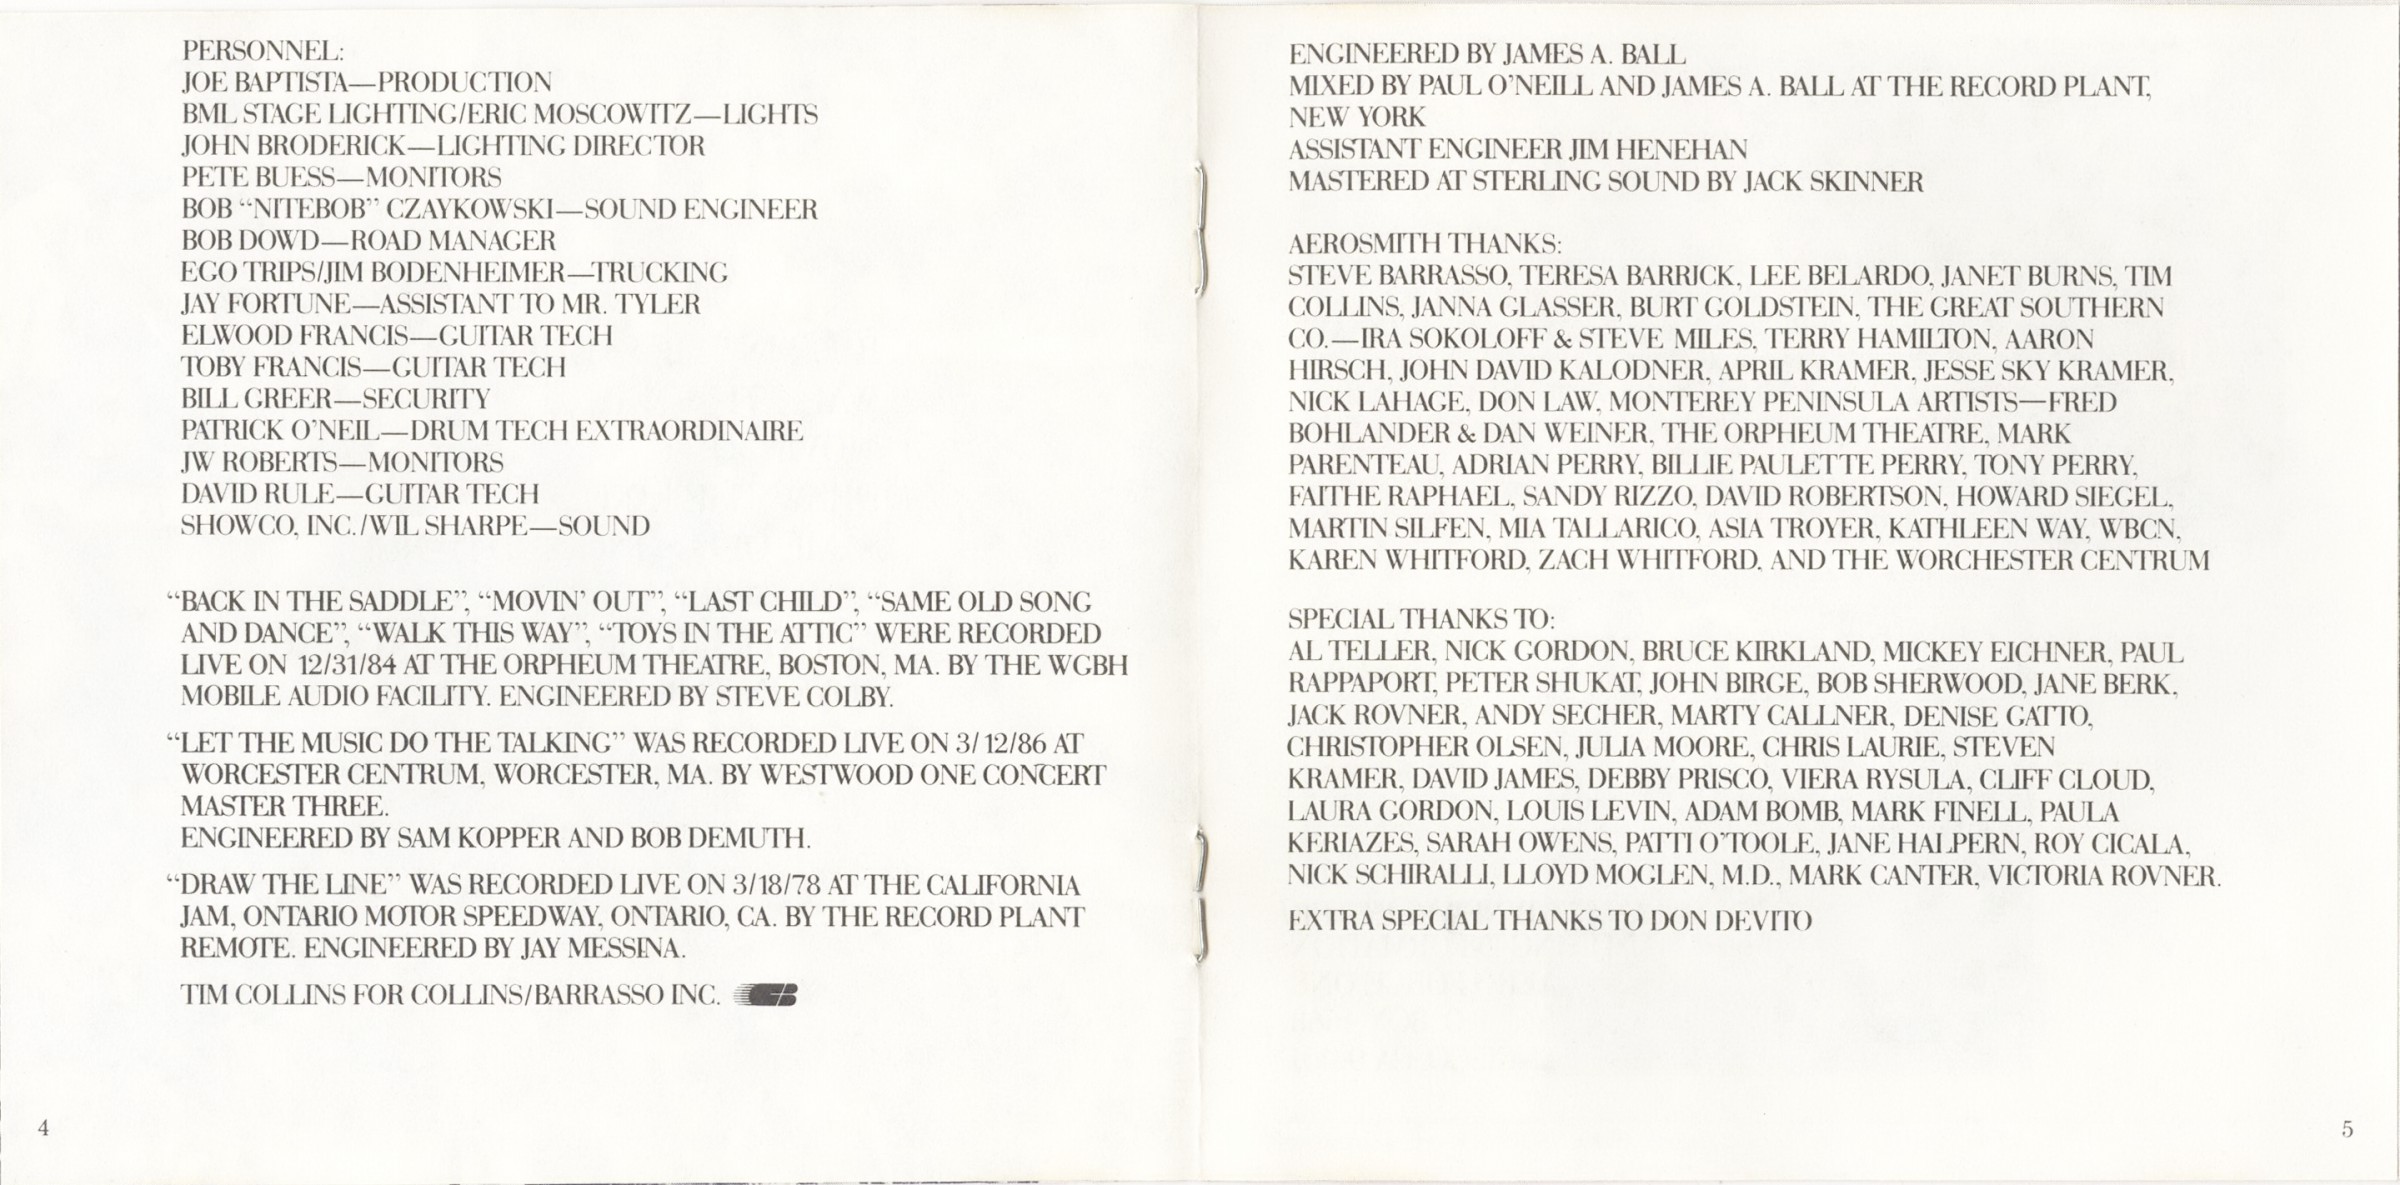 PERSONNEL:
JOE BAPTISTA—PRODUCTION
BML STAGE LIGHTING/ERIC MOSCOWITZ—LIGHTS
JOHN BRODERICK—LIGHTING DIRECTOR
PETE BUESS—MONITORS
BOB “NITEBOB” CZAYKOWSKI—SOUND ENGINEER
BOB DOWD—ROAD MANAGER
EGO TRIPS/JIM BODENHEIMER—TRUCKING
JAY FORTUNE—ASSISTANT TO MR. TYLER
ELWOOD FRANCIS—GUITAR TECH
TOBY FRANCIS—GUITAR TECH
BILL GREER—SECURITY
PATRICK O’NEIL—DRUM TECH EXTRAORDINAIRE
JW ROBERTS—MONITORS
DAVID RULE—GUITAR TECH
SHOWCO, INC./WIL SHARPE—SOUND
“BACK IN THE SADDLE”, “MOVIN’ OUT”, “LAST CHILD”, “SAME OLD SONG
AND DANCE”, “WALK THIS WAY”, “TOYS IN THE ATTIC” WERE RECORDED
LIVE ON 12/31/84 AT THE ORPHEUM THEATRE, BOSTON, MA. BY THE WGBH
MOBILE AUDIO FACILITY. ENGINEERED BY STEVE COLBY.
“LET THE MUSIC DO THE TALKING” WAS RECORDED LIVE ON 3/12/86 AT
WORCESTER CENTRUM, WORCESTER, MA. BY WESTWOOD ONE CONCERT
MASTER THREE.
ENGINEERED BY SAM KOPPER AND BOB DEMUTH.
“DRAW THE LINE” WAS RECORDED LIVE ON 3/18/78 AT THE CALIFORNIA
JAM, ONTARIO MOTOR SPEEDWAY, ONTARIO, CA. BY THE RECORD PLANT
REMOTE. ENGINEERED BY JAY MESSINA.
TIM COLLINS FOR COLLINS/BARRASSO INC.
4
ENGINEERED BY JAMES A. BALL
MIXED BY PAUL O’NEILL AND JAMES A. BALL AT THE RECORD PLANT,
NEW YORK
ASSISTANT ENGINEER JIM HENEHAN
MASTERED AT STERLING SOUND BY JACK SKINNER
AEROSMITH THANKS:
STEVE BARRASSO, TERESA BARRICK, LEE BELARDO, JANET BURNS, TIM
COLLINS, JANNA GLASSER, BURT GOLDSTEIN, THE GREAT SOUTHERN
CO.—IRA SOKOLOFF & STEVE MILES, TERRY HAMILTON, AARON
HIRSCH, JOHN DAVID KALODNER, APRIL KRAMER, JESSE SKY KRAMER,
NICK LAHAGE, DON LAW, MONTEREY PENINSULA ARTISTS—FRED
BOHLANDER & DAN WEINER, THE ORPHEUM THEATRE, MARK
PARENTEAU, ADRIAN PERRY, BILLIE PAULETTE PERRY, TONY PERRY,
FAITHE RAPHAEL, SANDY RIZZO, DAVID ROBERTSON, HOWARD SIEGEL,
MARTIN SILFEN, MIA TALLARICO, ASIA TROYER, KATHLEEN WAY, WBCN,
KAREN WHITFORD, ZACH WHITFORD, AND THE WORCHESTER CENTRUM
SPECIAL THANKS TO:
AL TELLER, NICK GORDON, BRUCE KIRKLAND, MICKEY EICHNER, PAUL
RAPPAPORT, PETER SHUKAT, JOHN BIRGE, BOB SHERWOOD, JANE BERK,
JACK ROVNER, ANDY SECHER, MARTY CALLNER, DENISE GATTO,
CHRISTOPHER OLSEN, JULIA MOORE, CHRIS LAURIE, STEVEN
KRAMER, DAVID JAMES, DEBBY PRISCO, VIERA RYSULA, CLIFF CLOUD,
LAURA GORDON, LOUIS LEVIN, ADAM BOMB, MARK FINELL, PAULA
KERIAZES, SARAH OWENS, PATTI O’TOOLE, JANE HALPERN, ROY CICALA,
NICK SCHIRALLI, LLOYD MOGLEN, M.D., MARK CANTER, VICTORIA ROVNER.
EXTRA SPECIAL THANKS TO DON DEVITO
5